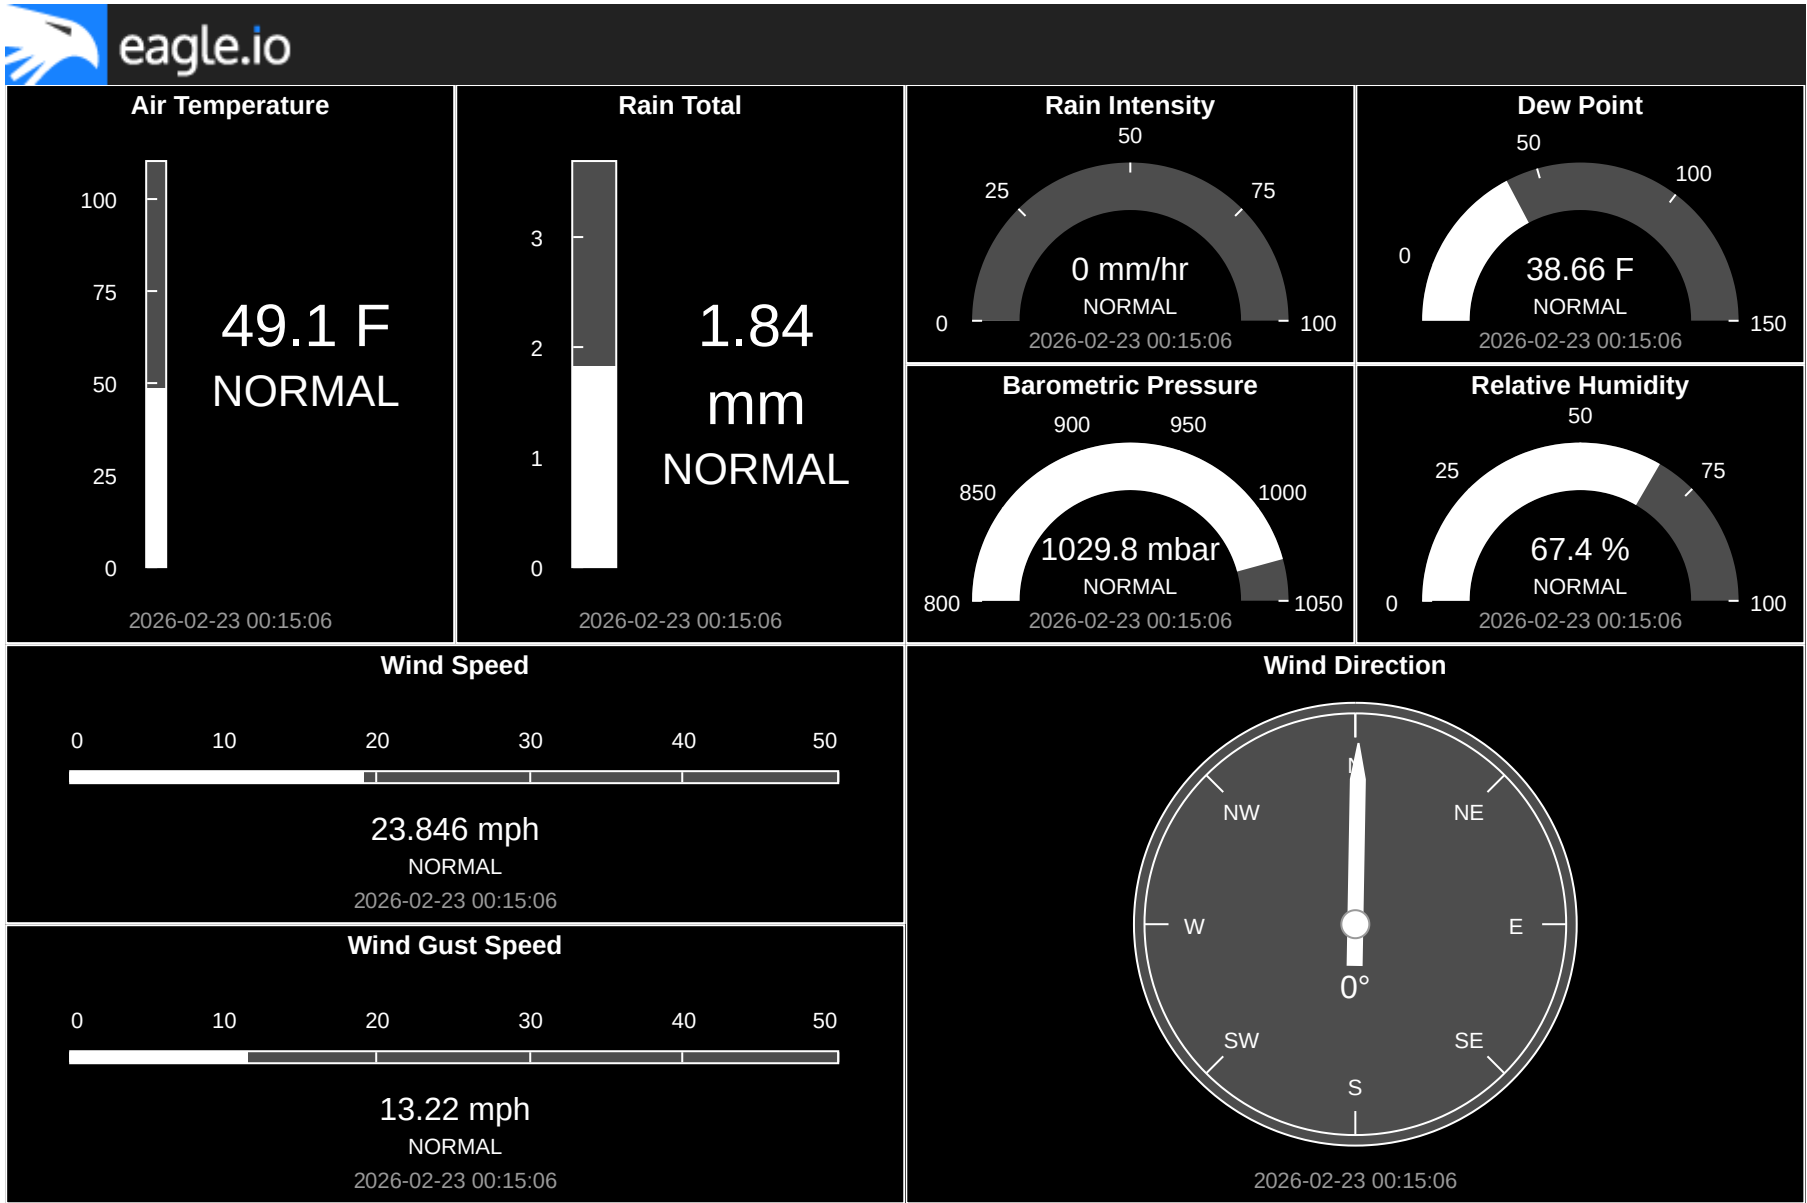 eagle.io
Air Temperature
100
75
50
25
0
49.1 F
NORMAL
2026-02-23 00:15:06
Rain Total
3
2
1
0
1.84
mm
NORMAL
2026-02-23 00:15:06
Rain Intensity
0
25
50
75
100
0 mm/hr
NORMAL
2026-02-23 00:15:06
Dew Point
0
50
100
150
38.66 F
NORMAL
2026-02-23 00:15:06
Barometric Pressure
800
850
900
950
1000
1050
1029.8 mbar
NORMAL
2026-02-23 00:15:06
Relative Humidity
0
25
50
75
100
67.4 %
NORMAL
2026-02-23 00:15:06
Wind Speed
0 10 20 30 40 50
23.846 mph
NORMAL
2026-02-23 00:15:06
Wind Gust Speed
0 10 20 30 40 50
13.22 mph
NORMAL
2026-02-23 00:15:06
Wind Direction
N
NW NE
W E
0°
SW SE
S
2026-02-23 00:15:06